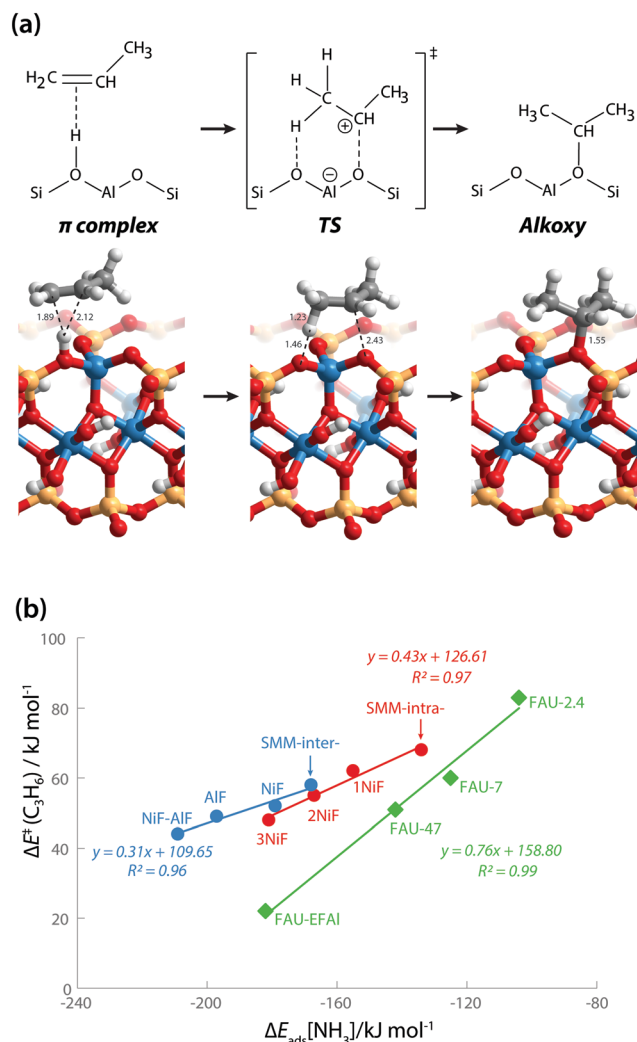 (a)
CH₃
H₂C
CH
H
O
O
Si
Al
Si
π complex
H
H
C
CH₃
H
⊕
CH
⊖
O
O
Si
Al
Si
‡
TS
H₃C
CH₃
CH
O
O
Si
Al
Si
Alkoxy
1.89
2.12
1.23
1.46
2.43
1.55
(b)
ΔE‡(C₃H₆) / kJ mol⁻¹
100
80
60
40
20
0
y = 0.43x + 126.61
R² = 0.97
SMM-intra-
FAU-2.4
SMM-inter-
AlF
NiF
1NiF
FAU-7
NiF-AlF
2NiF
3NiF
FAU-47
y = 0.31x + 109.65
R² = 0.96
y = 0.76x + 158.80
R² = 0.99
FAU-EFAl
-240
-200
-160
-120
-80
ΔEads[NH₃]/kJ mol⁻¹